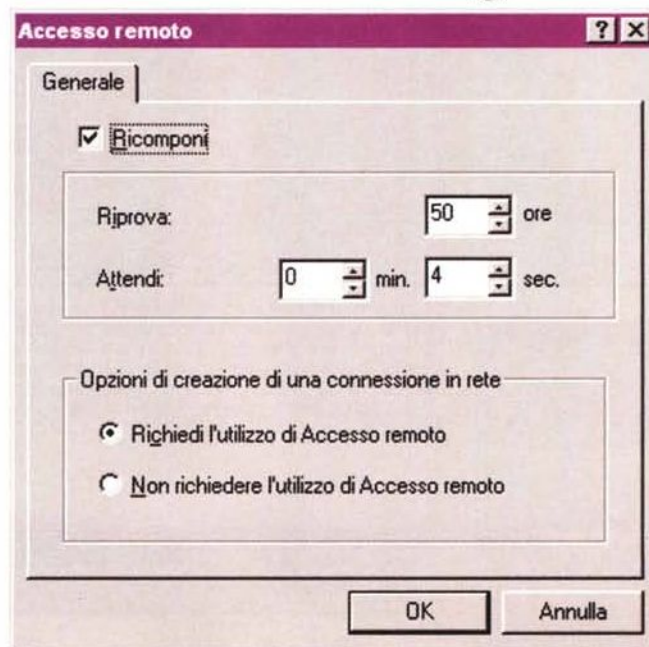 Accesso remoto
Generale
Ricomponi
Riprova: 50 ore
Attendi: 0 min. 4 sec.
Opzioni di creazione di una connessione in rete
Richiedi l'utilizzo di Accesso remoto
Non richiedere l'utilizzo di Accesso remoto
OK Annulla